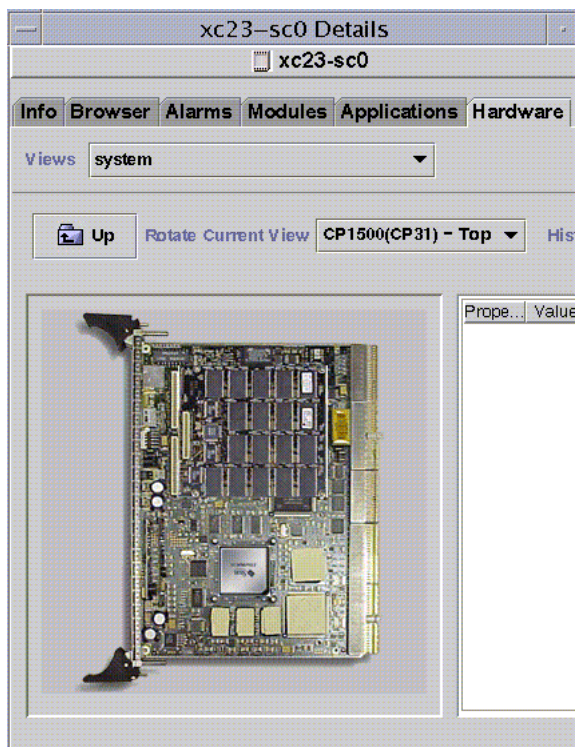 xc23-sc0 Details
xc23-sc0
Info Browser Alarms Modules Applications Hardware
Views system
Up Rotate Current View CP1500(CP31) - Top His
Prope... Value